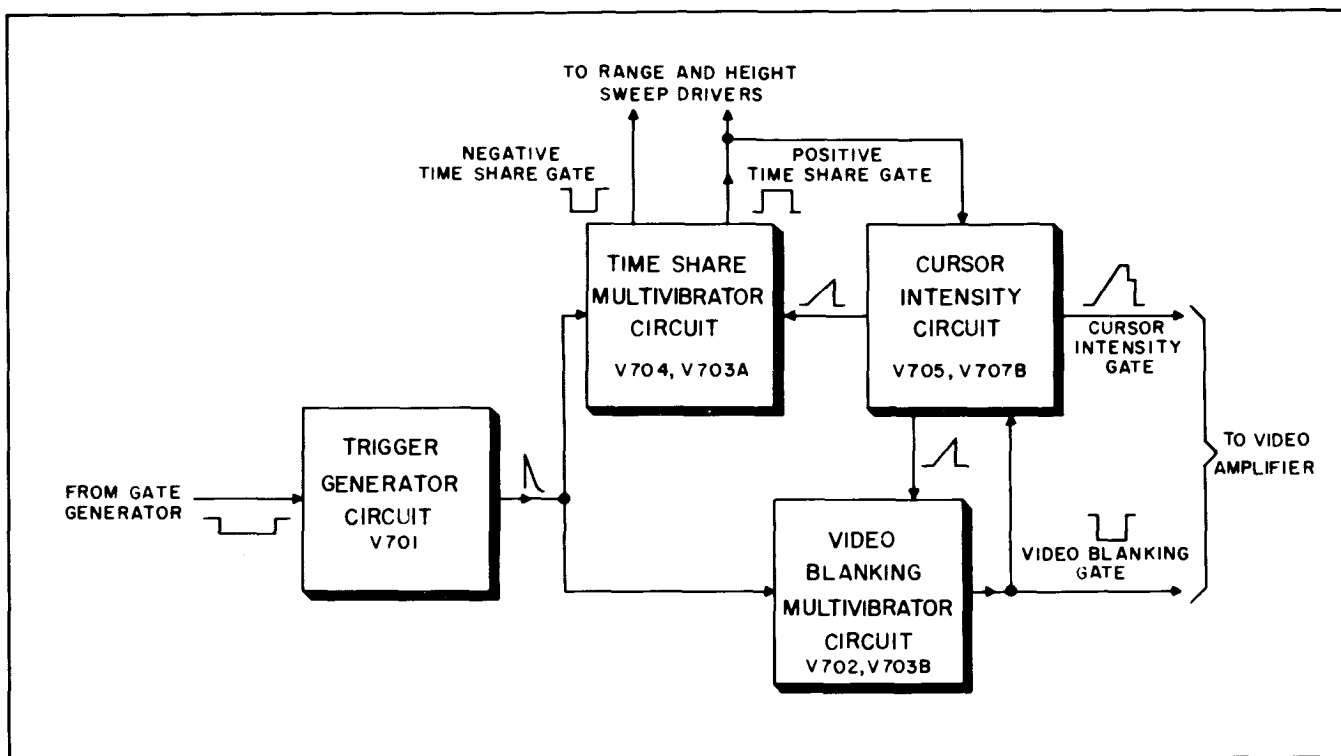 TO RANGE AND HEIGHT
SWEEP DRIVERS
NEGATIVE
TIME SHARE GATE
POSITIVE
TIME SHARE GATE
TIME SHARE
MULTIVIBRATOR
CIRCUIT
V704, V703A
CURSOR
INTENSITY
CIRCUIT
V705, V707B
CURSOR
INTENSITY
GATE
TRIGGER
GENERATOR
CIRCUIT
V701
FROM GATE
GENERATOR
TO VIDEO
AMPLIFIER
VIDEO
BLANKING
MULTIVIBRATOR
CIRCUIT
V702, V703B
VIDEO BLANKING
GATE